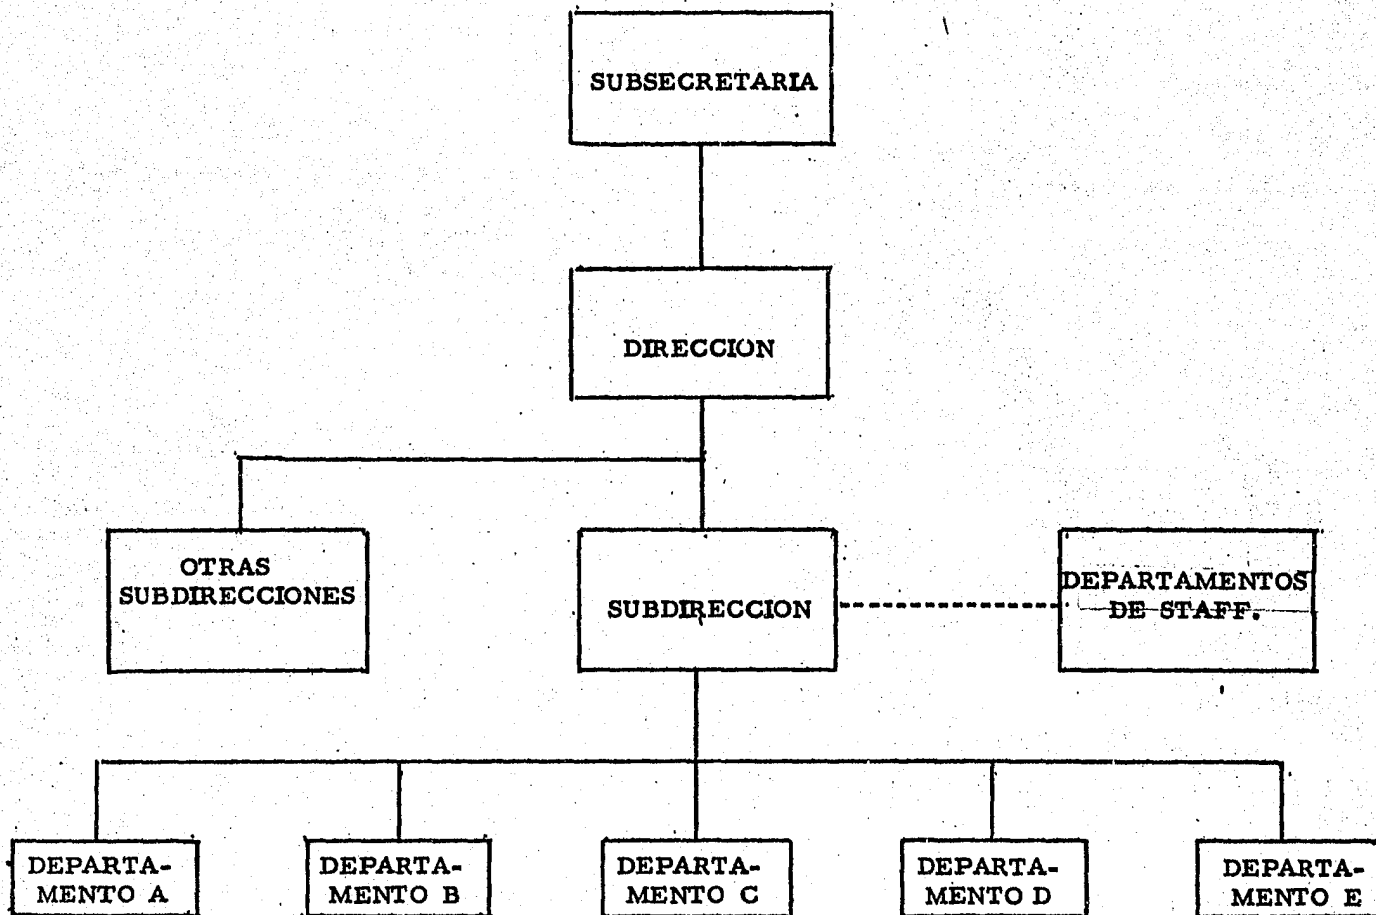 SUBSECRETARIA
DIRECCION
OTRAS
SUBDIRECCIONES
SUBDIRECCION
DEPARTAMENTOS
DE STAFF.
DEPARTA-
MENTO A
DEPARTA-
MENTO B
DEPARTA-
MENTO C
DEPARTA-
MENTO D
DEPARTA-
MENTO E